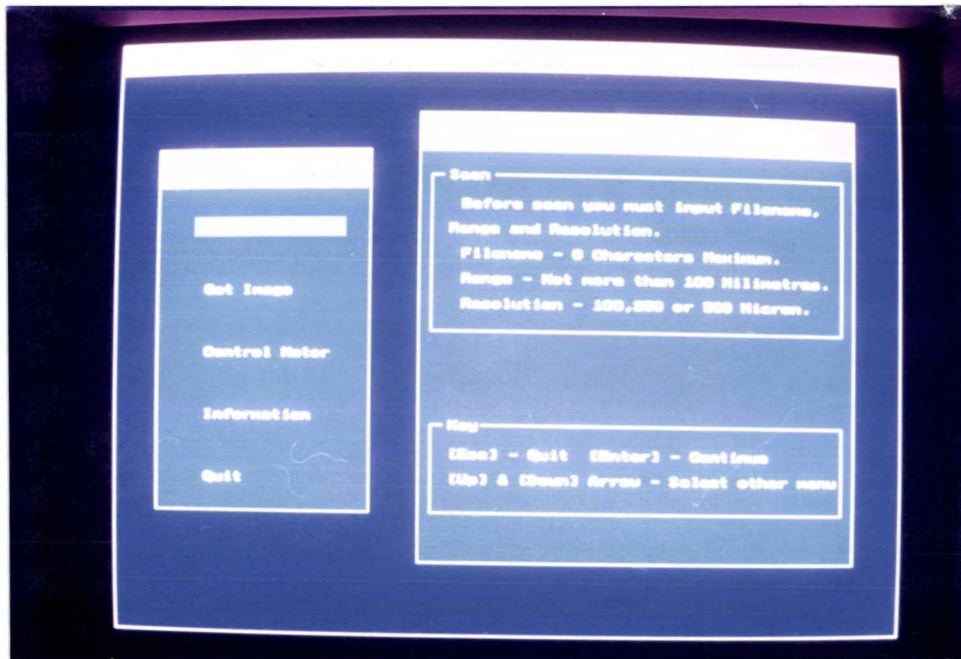 Get Image
Control Motor
Information
Quit
Scan
Before scan you must input Filename,
Range and Resolution.
Filename - 8 Characters Maximum.
Range - Not more than 100 Milimetres.
Resolution - 100,250 or 500 Micron.
Key
[Esc] - Quit [Enter] - Continue
[Up] & [Down] Arrow - Select other menu